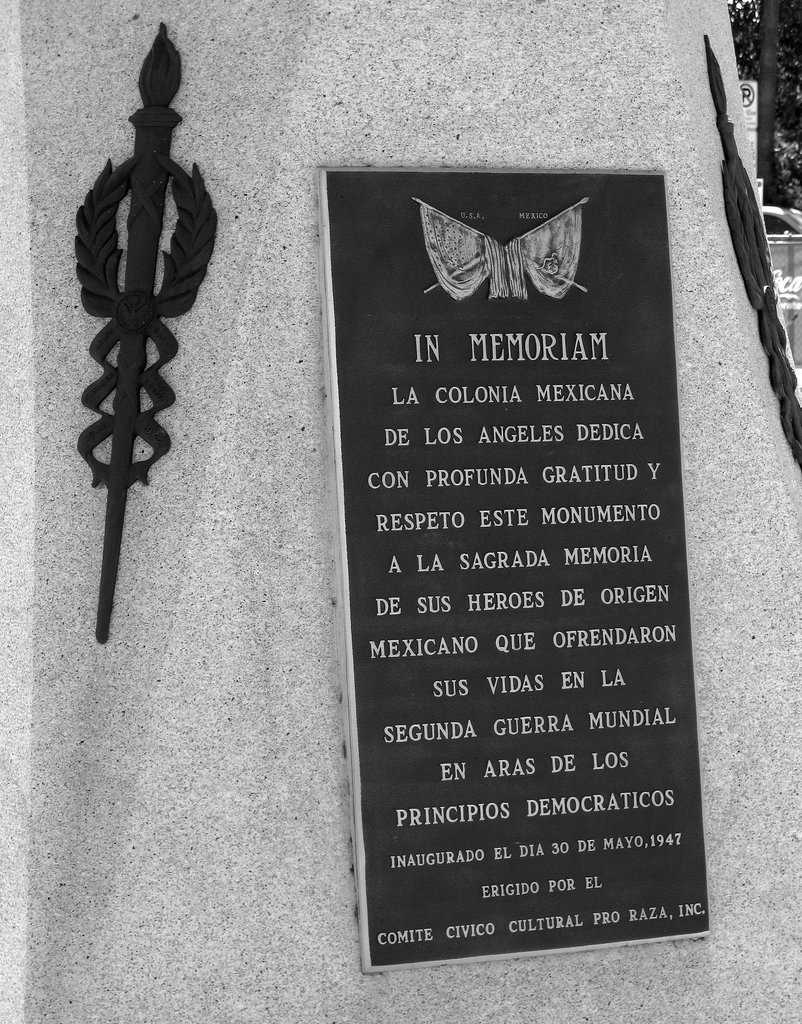 U.S.A. MEXICO
IN MEMORIAM
LA COLONIA MEXICANA
DE LOS ANGELES DEDICA
CON PROFUNDA GRATITUD Y
RESPETO ESTE MONUMENTO
A LA SAGRADA MEMORIA
DE SUS HEROES DE ORIGEN
MEXICANO QUE OFRENDARON
SUS VIDAS EN LA
SEGUNDA GUERRA MUNDIAL
EN ARAS DE LOS
PRINCIPIOS DEMOCRATICOS
INAUGURADO EL DIA 30 DE MAYO, 1947
ERIGIDO POR EL
COMITE CIVICO CULTURAL PRO RAZA, INC.